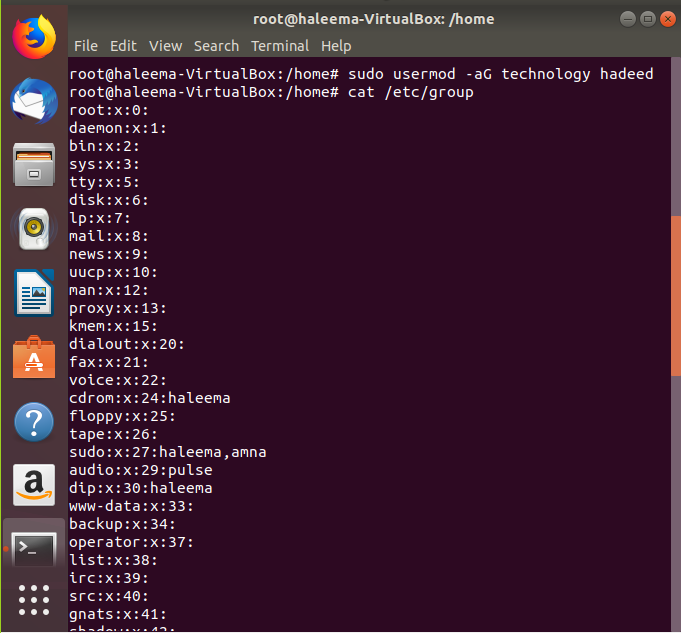 root@haleema-VirtualBox: /home
File Edit View Search Terminal Help
root@haleema-VirtualBox:/home# sudo usermod -aG technology hadeed
root@haleema-VirtualBox:/home# cat /etc/group
root:x:0:
daemon:x:1:
bin:x:2:
sys:x:3:
tty:x:5:
disk:x:6:
lp:x:7:
mail:x:8:
news:x:9:
uucp:x:10:
man:x:12:
proxy:x:13:
kmem:x:15:
dialout:x:20:
fax:x:21:
voice:x:22:
cdrom:x:24:haleema
floppy:x:25:
tape:x:26:
sudo:x:27:haleema,amna
audio:x:29:pulse
dip:x:30:haleema
www-data:x:33:
backup:x:34:
operator:x:37:
list:x:38:
irc:x:39:
src:x:40:
gnats:x:41:
shadow:x:42: